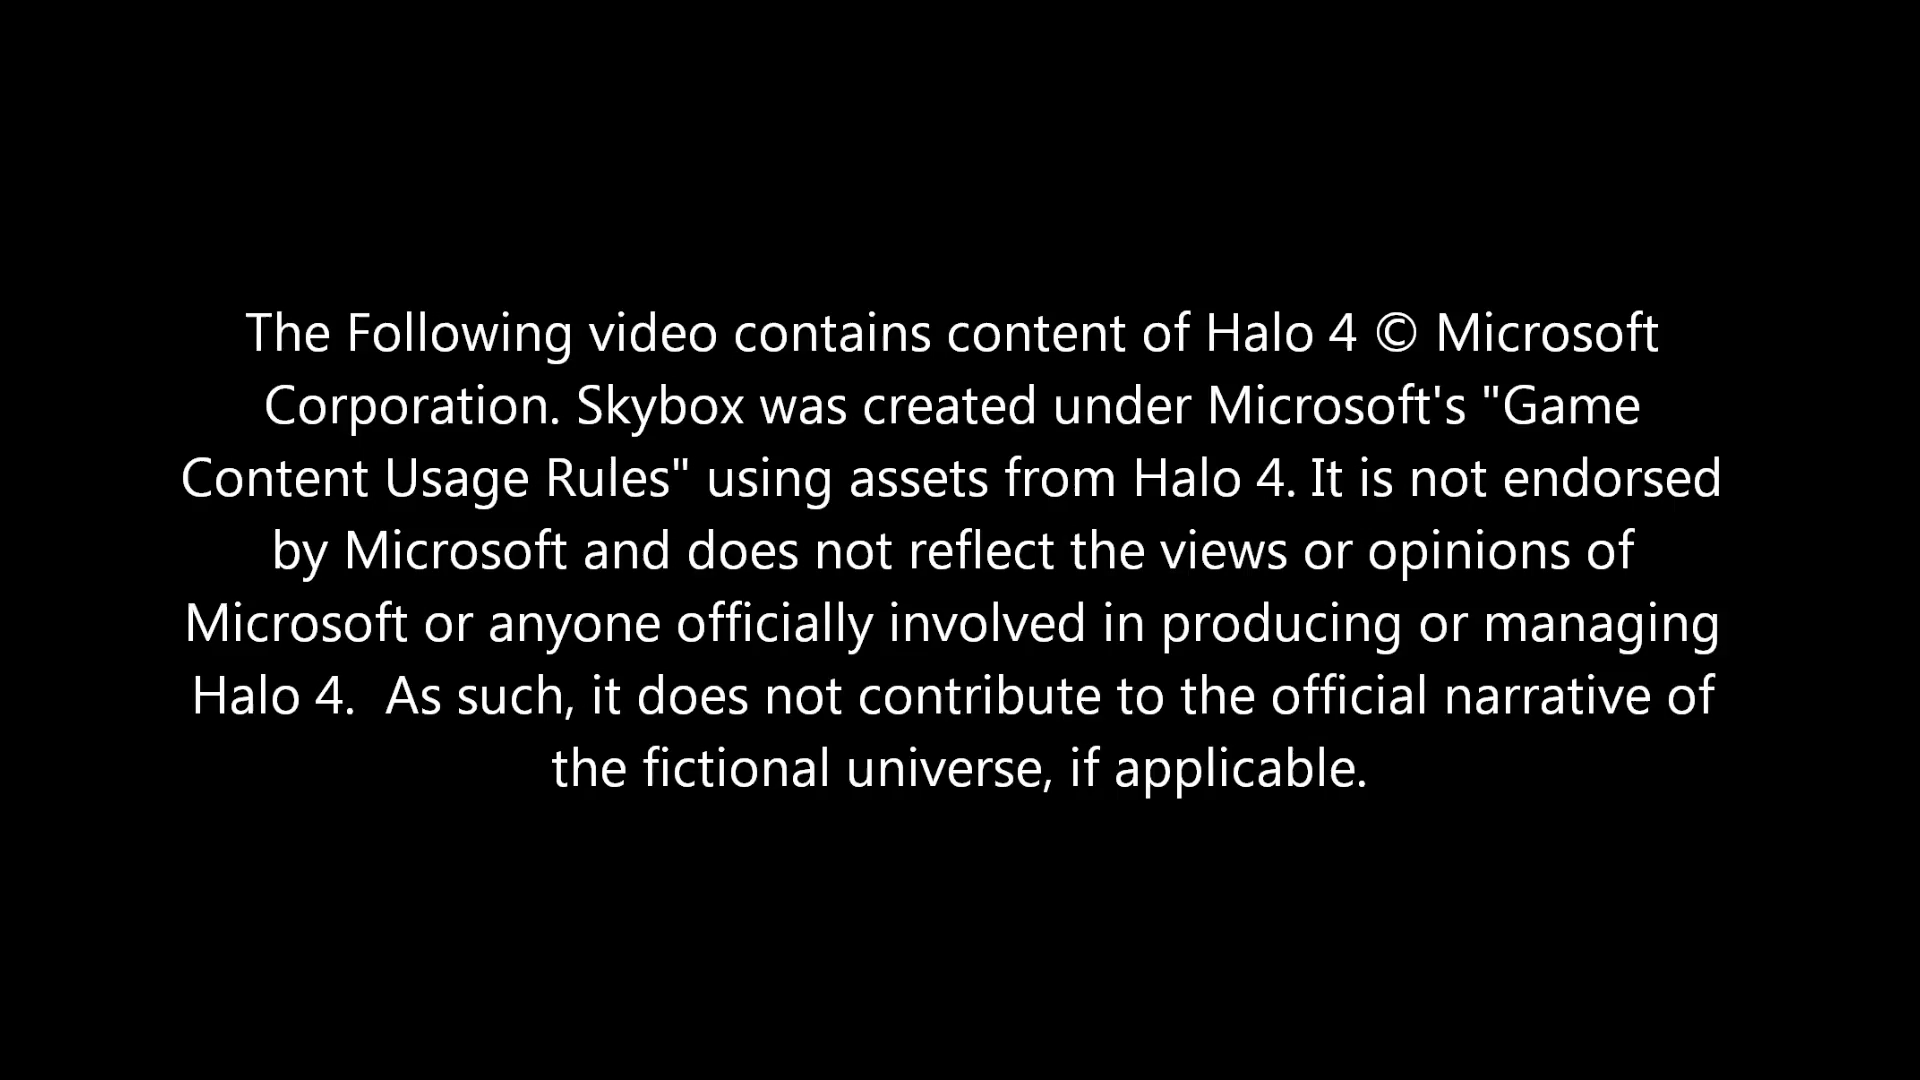 The Following video contains content of Halo 4 © Microsoft
Corporation. Skybox was created under Microsoft's "Game
Content Usage Rules" using assets from Halo 4. It is not endorsed
by Microsoft and does not reflect the views or opinions of
Microsoft or anyone officially involved in producing or managing
Halo 4.  As such, it does not contribute to the official narrative of
the fictional universe, if applicable.